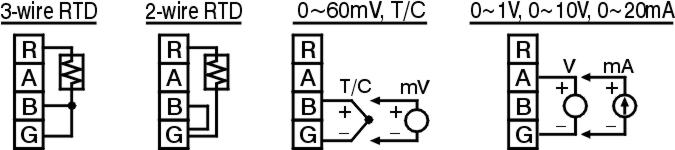 3-wire RTD 2-wire RTD 0~60mV, T/C 0~1V, 0~10V, 0~20mA
R R R R
A A T/C mV A V mA
B B B + + B + +
G G G − − G − −